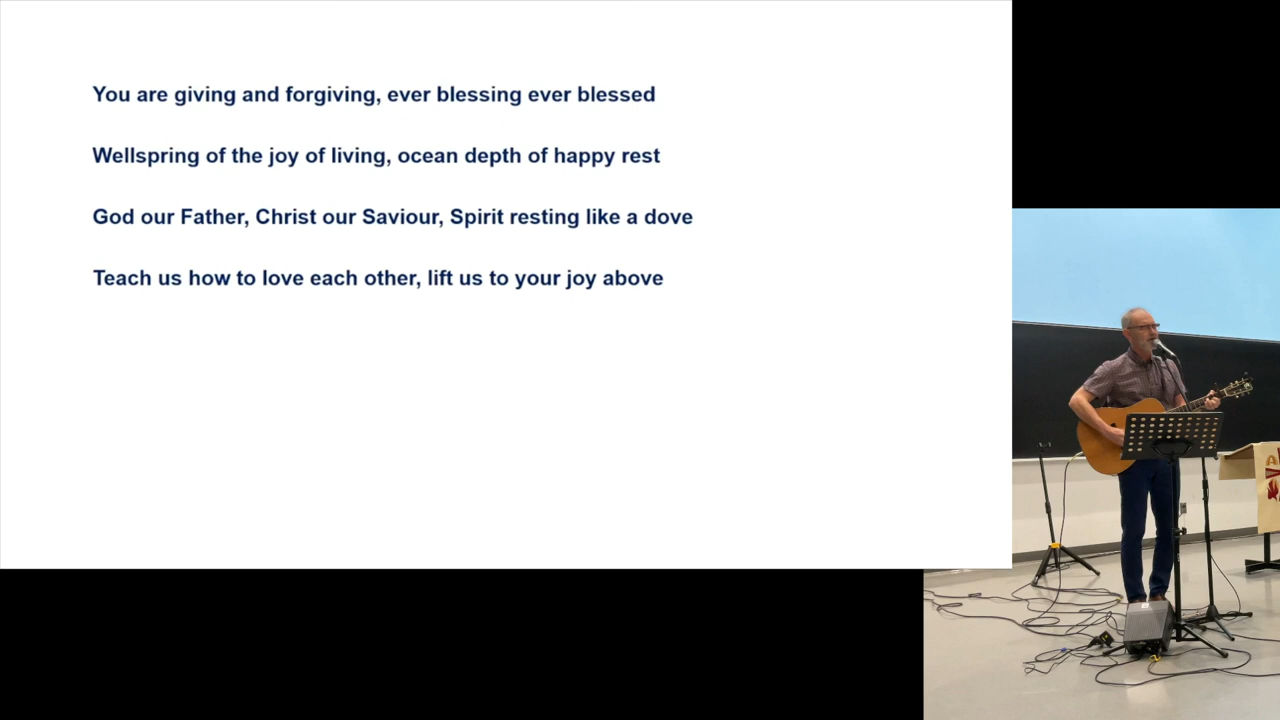 You are giving and forgiving, ever blessing ever blessed
Wellspring of the joy of living, ocean depth of happy rest
God our Father, Christ our Saviour, Spirit resting like a dove
Teach us how to love each other, lift us to your joy above